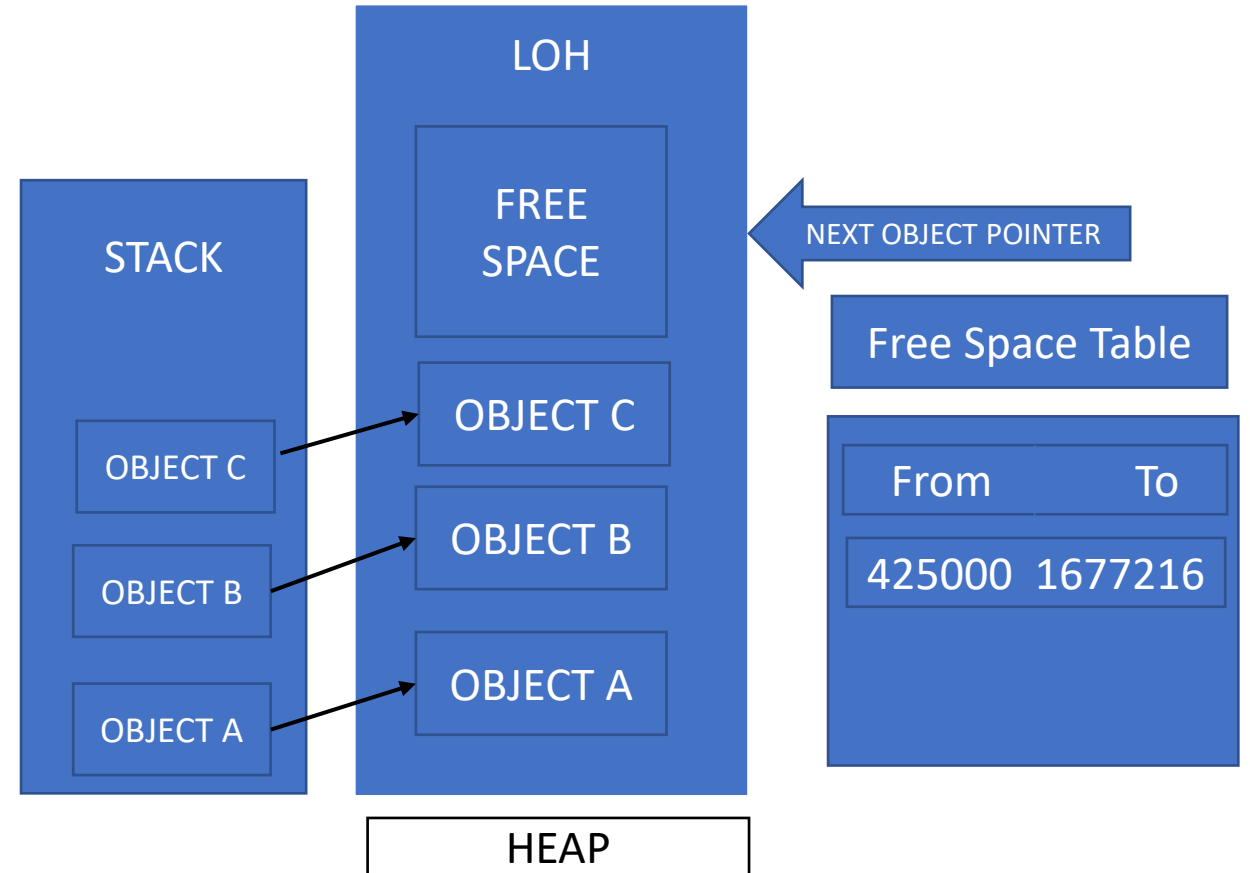 LOH
FREE
SPACE
STACK
NEXT OBJECT POINTER
Free Space Table
OBJECT C
OBJECT C
From To
OBJECT B
425000 1677216
OBJECT B
OBJECT A
OBJECT A
HEAP